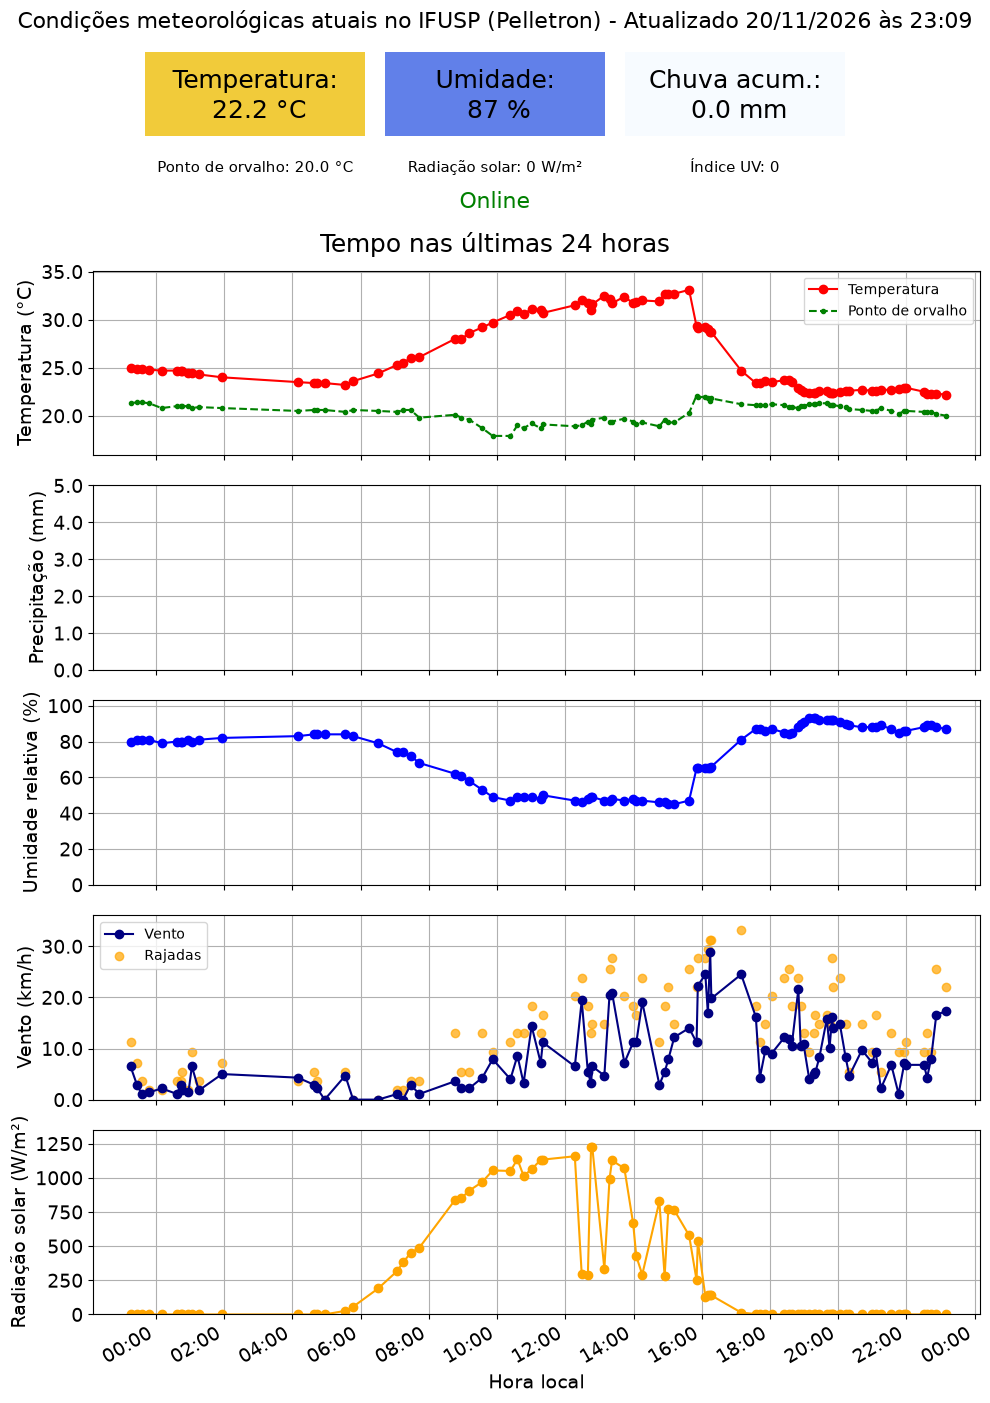 Condições meteorológicas atuais no IFUSP (Pelletron) - Atualizado 20/11/2026 às 23:09
Temperatura:
22.2 °C
Umidade:
87 %
Chuva acum.:
0.0 mm
Ponto de orvalho: 20.0 °C
Radiação solar: 0 W/m²
Índice UV: 0
Online
Tempo nas últimas 24 horas
Temperatura (°C)
35.0
30.0
25.0
20.0
Temperatura
Ponto de orvalho
Precipitação (mm)
5.0
4.0
3.0
2.0
1.0
0.0
Umidade relativa (%)
100
80
60
40
20
0
Vento (km/h)
30.0
20.0
10.0
0.0
Vento
Rajadas
Radiação solar (W/m²)
1250
1000
750
500
250
0
00:00
02:00
04:00
06:00
08:00
10:00
12:00
14:00
16:00
18:00
20:00
22:00
00:00
Hora local